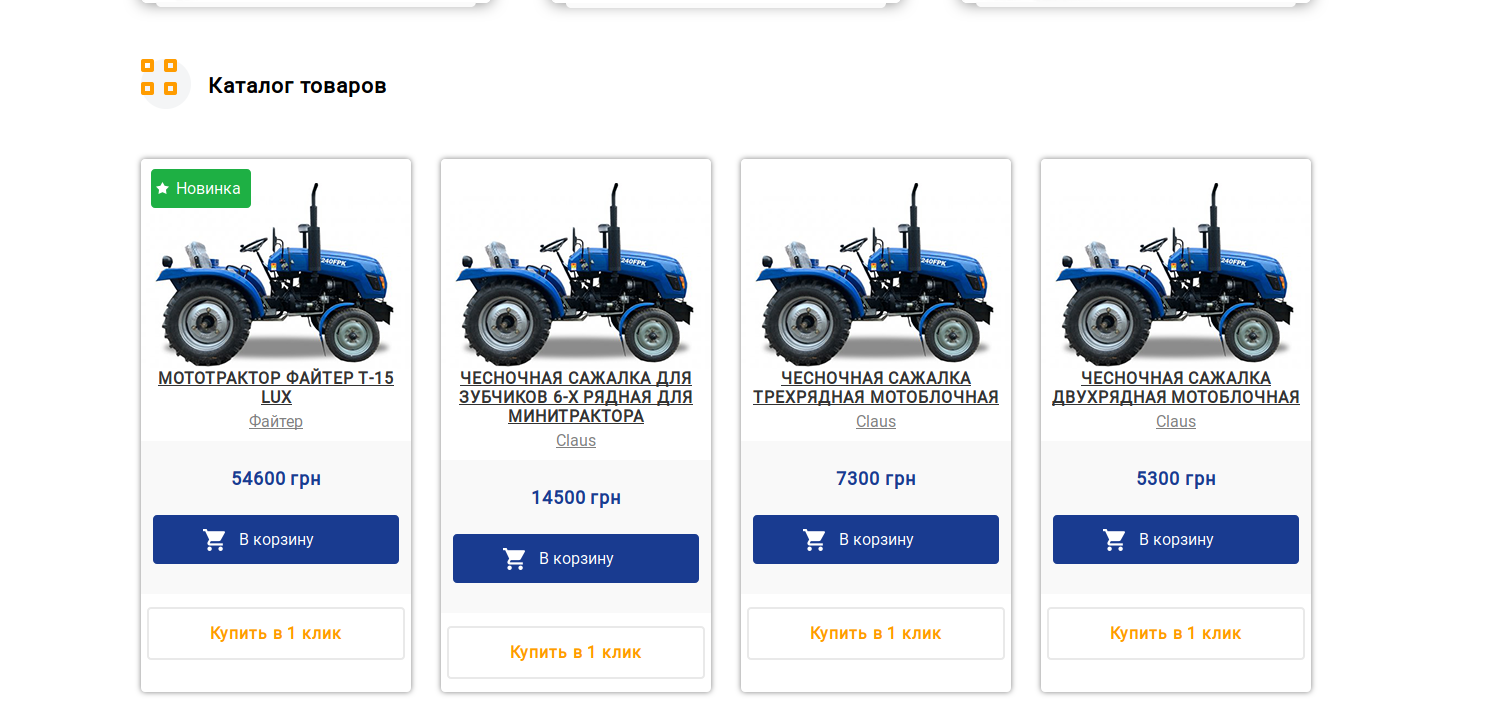 Каталог товаров
Новинка
240FPK
240FPK
240FPK
240FPK
МОТОТРАКТОР ФАЙТЕР Т-15
LUX
Файтер
54600 грн
В корзину
Купить в 1 клик
ЧЕСНОЧНАЯ САЖАЛКА ДЛЯ
ЗУБЧИКОВ 6-Х РЯДНАЯ ДЛЯ
МИНИТРАКТОРА
Claus
14500 грн
В корзину
Купить в 1 клик
ЧЕСНОЧНАЯ САЖАЛКА
ТРЕХРЯДНАЯ МОТОБЛОЧНАЯ
Claus
7300 грн
В корзину
Купить в 1 клик
ЧЕСНОЧНАЯ САЖАЛКА
ДВУХРЯДНАЯ МОТОБЛОЧНАЯ
Claus
5300 грн
В корзину
Купить в 1 клик